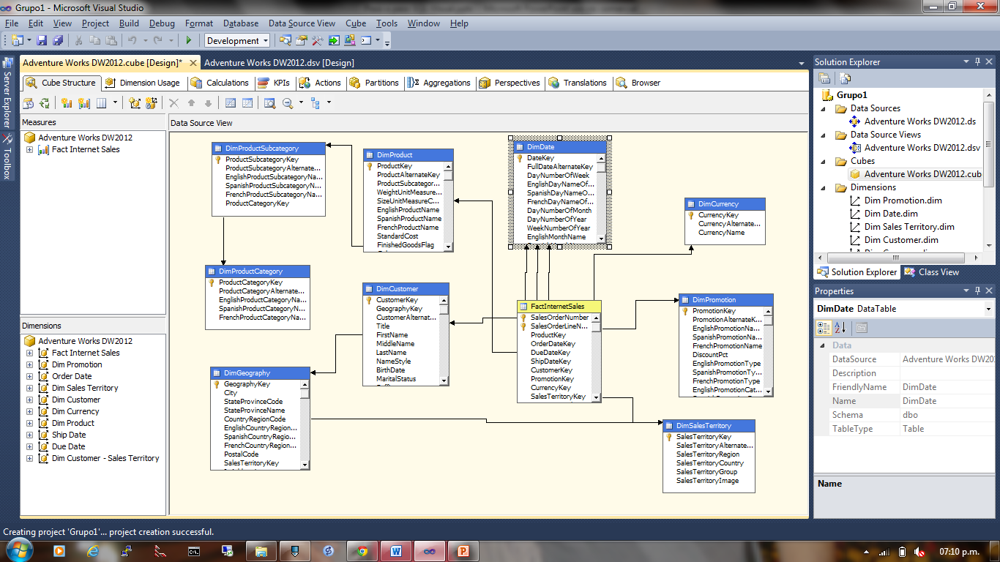 Grupo1 - Microsoft Visual Studio
File Edit View Project Build Debug Format Database Data Source View Cube Tools Window Help
Development
Server Explorer
Toolbox
Adventure Works DW2012.cube [Design]*
Adventure Works DW2012.dsv [Design]
Cube Structure Dimension Usage Calculations KPIs Actions Partitions Aggregations Perspectives Translations Browser
Measures
Adventure Works DW2012
Fact Internet Sales
Dimensions
Adventure Works DW2012
Fact Internet Sales
Dim Promotion
Order Date
Dim Sales Territory
Dim Customer
Dim Currency
Dim Product
Ship Date
Due Date
Dim Customer - Sales Territory
Data Source View
DimProductSubcategory
ProductSubcategoryKey
ProductSubcategoryAlternate...
EnglishProductSubcategoryNa...
SpanishProductSubcategoryN...
FrenchProductSubcategoryNa...
ProductCategoryKey
DimProduct
ProductKey
ProductAlternateKey
ProductSubcategor...
WeightUnitMeasure...
SizeUnitMeasureC...
EnglishProductName
SpanishProductName
FrenchProductName
StandardCost
FinishedGoodsFlag
DimDate
DateKey
FullDateAlternateKey
DayNumberOfWeek
EnglishDayNameOf...
SpanishDayNameO...
FrenchDayNameOf...
DayNumberOfMonth
DayNumberOfYear
WeekNumberOfYear
EnglishMonthName
DimCurrency
CurrencyKey
CurrencyAlternate...
CurrencyName
DimProductCategory
ProductCategoryKey
ProductCategoryAlternate...
EnglishProductCategoryNa...
SpanishProductCategoryN...
FrenchProductCategoryNa...
DimCustomer
CustomerKey
GeographyKey
CustomerAlternat...
Title
FirstName
MiddleName
LastName
NameStyle
BirthDate
MaritalStatus
FactInternetSales
SalesOrderNumber
SalesOrderLineN...
ProductKey
OrderDateKey
DueDateKey
ShipDateKey
CustomerKey
PromotionKey
CurrencyKey
SalesTerritoryKey
DimPromotion
PromotionKey
PromotionAlternateK...
EnglishPromotionNa...
SpanishPromotionNa...
FrenchPromotionName
DiscountPct
EnglishPromotionType
SpanishPromotionTy...
FrenchPromotionType
EnglishPromotionCat...
DimGeography
GeographyKey
City
StateProvinceCode
StateProvinceName
CountryRegionCode
EnglishCountryRegion...
SpanishCountryRegio...
FrenchCountryRegion...
PostalCode
SalesTerritoryKey
DimSalesTerritory
SalesTerritoryKey
SalesTerritoryAlternate...
SalesTerritoryRegion
SalesTerritoryCountry
SalesTerritoryGroup
SalesTerritoryImage
Solution Explorer
Grupo1
Data Sources
Adventure Works DW2012.ds
Data Source Views
Adventure Works DW2012.dsv
Cubes
Adventure Works DW2012.cub
Dimensions
Dim Promotion.dim
Dim Date.dim
Dim Sales Territory.dim
Dim Customer.dim
Solution Explorer Class View
Properties
DimDate DataTable
Data
DataSource Adventure Works DW20
Description
FriendlyName DimDate
Name DimDate
Schema dbo
TableType Table
Name
Creating project 'Grupo1'... project creation successful.
07:10 p.m.